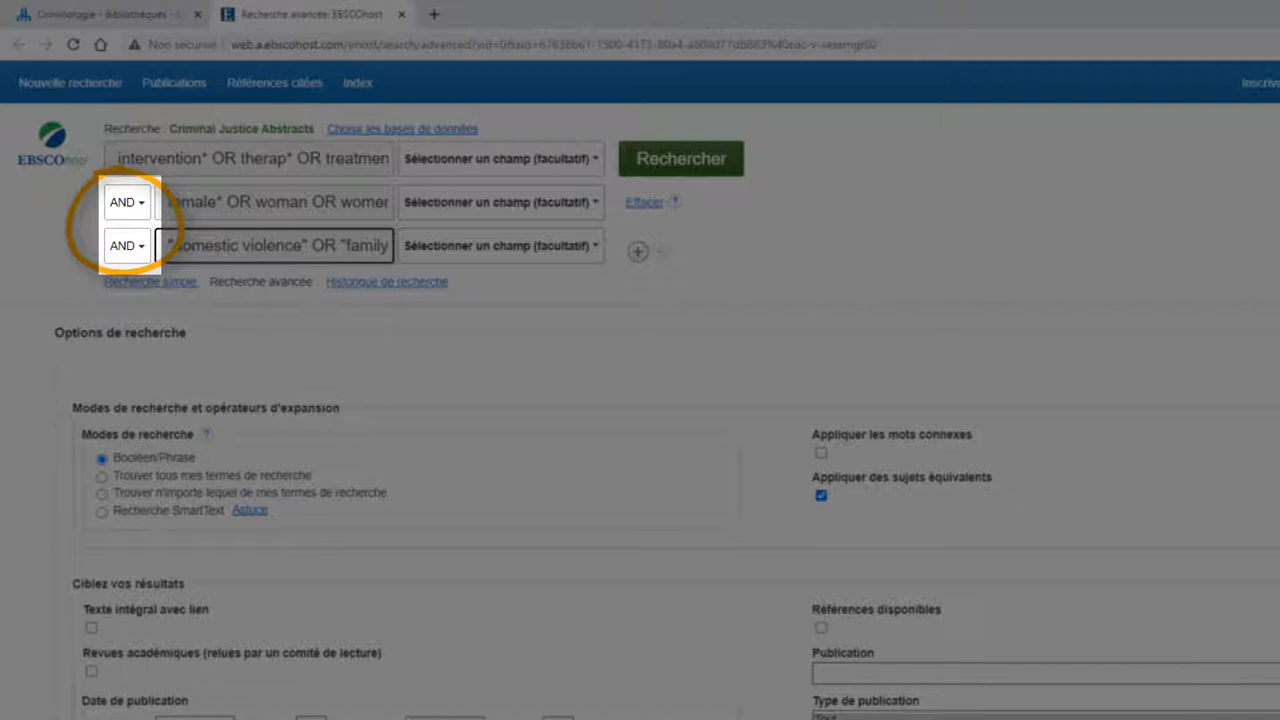 Criminologie - Bibliothèques -
Recherche avancée: EBSCOhost
Non sécurisé
Nouvelle recherche Publications Références citées Index
Recherche : Criminal Justice Abstracts Choisir les bases de données
EBSCOhost
intervention* OR therap* OR treatmen Sélectionner un champ (facultatif) Rechercher
AND female* OR woman OR women Sélectionner un champ (facultatif) Effacer ?
AND "domestic violence" OR "family Sélectionner un champ (facultatif)
Recherche simple Recherche avancée Historique de recherche
Options de recherche
Modes de recherche et opérateurs d'expansion
Modes de recherche ?
Booléen/Phrase
Trouver tous mes termes de recherche
Trouver n'importe lequel de mes termes de recherche
Recherche SmartText Astuce
Appliquer les mots connexes
Appliquer des sujets équivalents
Ciblez vos résultats
Texte intégral avec lien
Références disponibles
Revues académiques (relues par un comité de lecture)
Publication
Date de publication
Type de publication
Tout